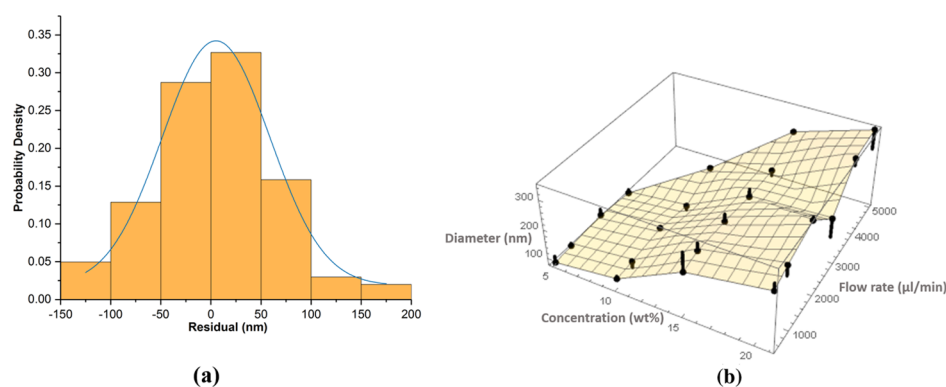 0.35
0.30
0.25
0.20
0.15
0.10
0.05
0.00
Probability Density
-150 -100 -50 0 50 100 150 200
Residual (nm)
(a)
300
200
100
Diameter (nm)
5
10
15
20
Concentration (wt%)
1000
2000
3000
4000
5000
Flow rate (µl/min)
(b)